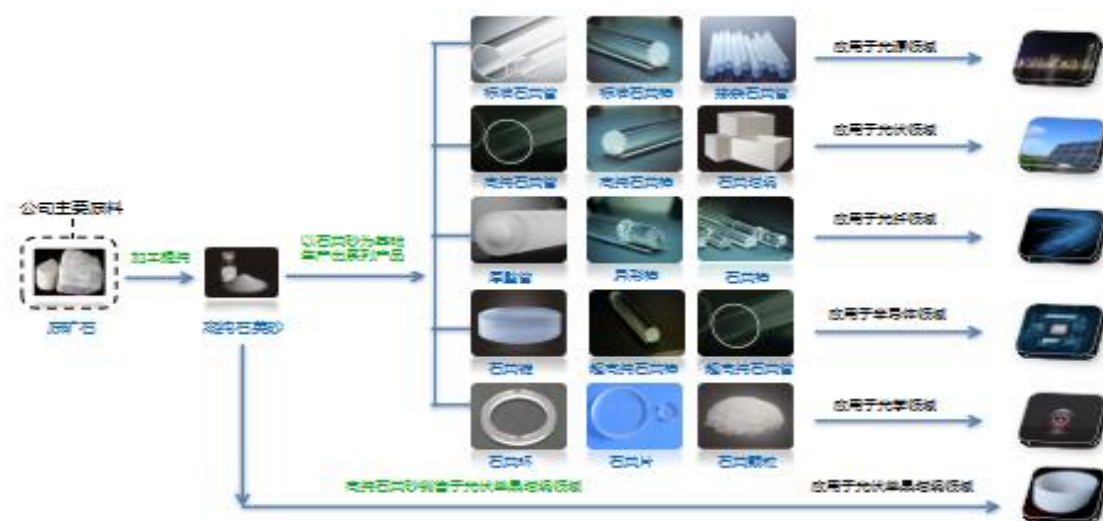 公司主要原料
原矿石
加工提纯
高纯石英砂
以石英砂为基础
生产出系列产品
标准石英管
标准石英棒
掺杂石英管
应用于光源领域
高纯石英管
高纯石英棒
石英坩埚
应用于光伏领域
厚壁管
异形棒
石英棒
应用于光纤领域
石英碇
超高纯石英棒
超高纯石英管
应用于半导体领域
石英环
石英片
石英颗粒
应用于光学领域
高纯石英砂销售于光伏单晶坩埚领域
应用于光伏单晶坩埚领域